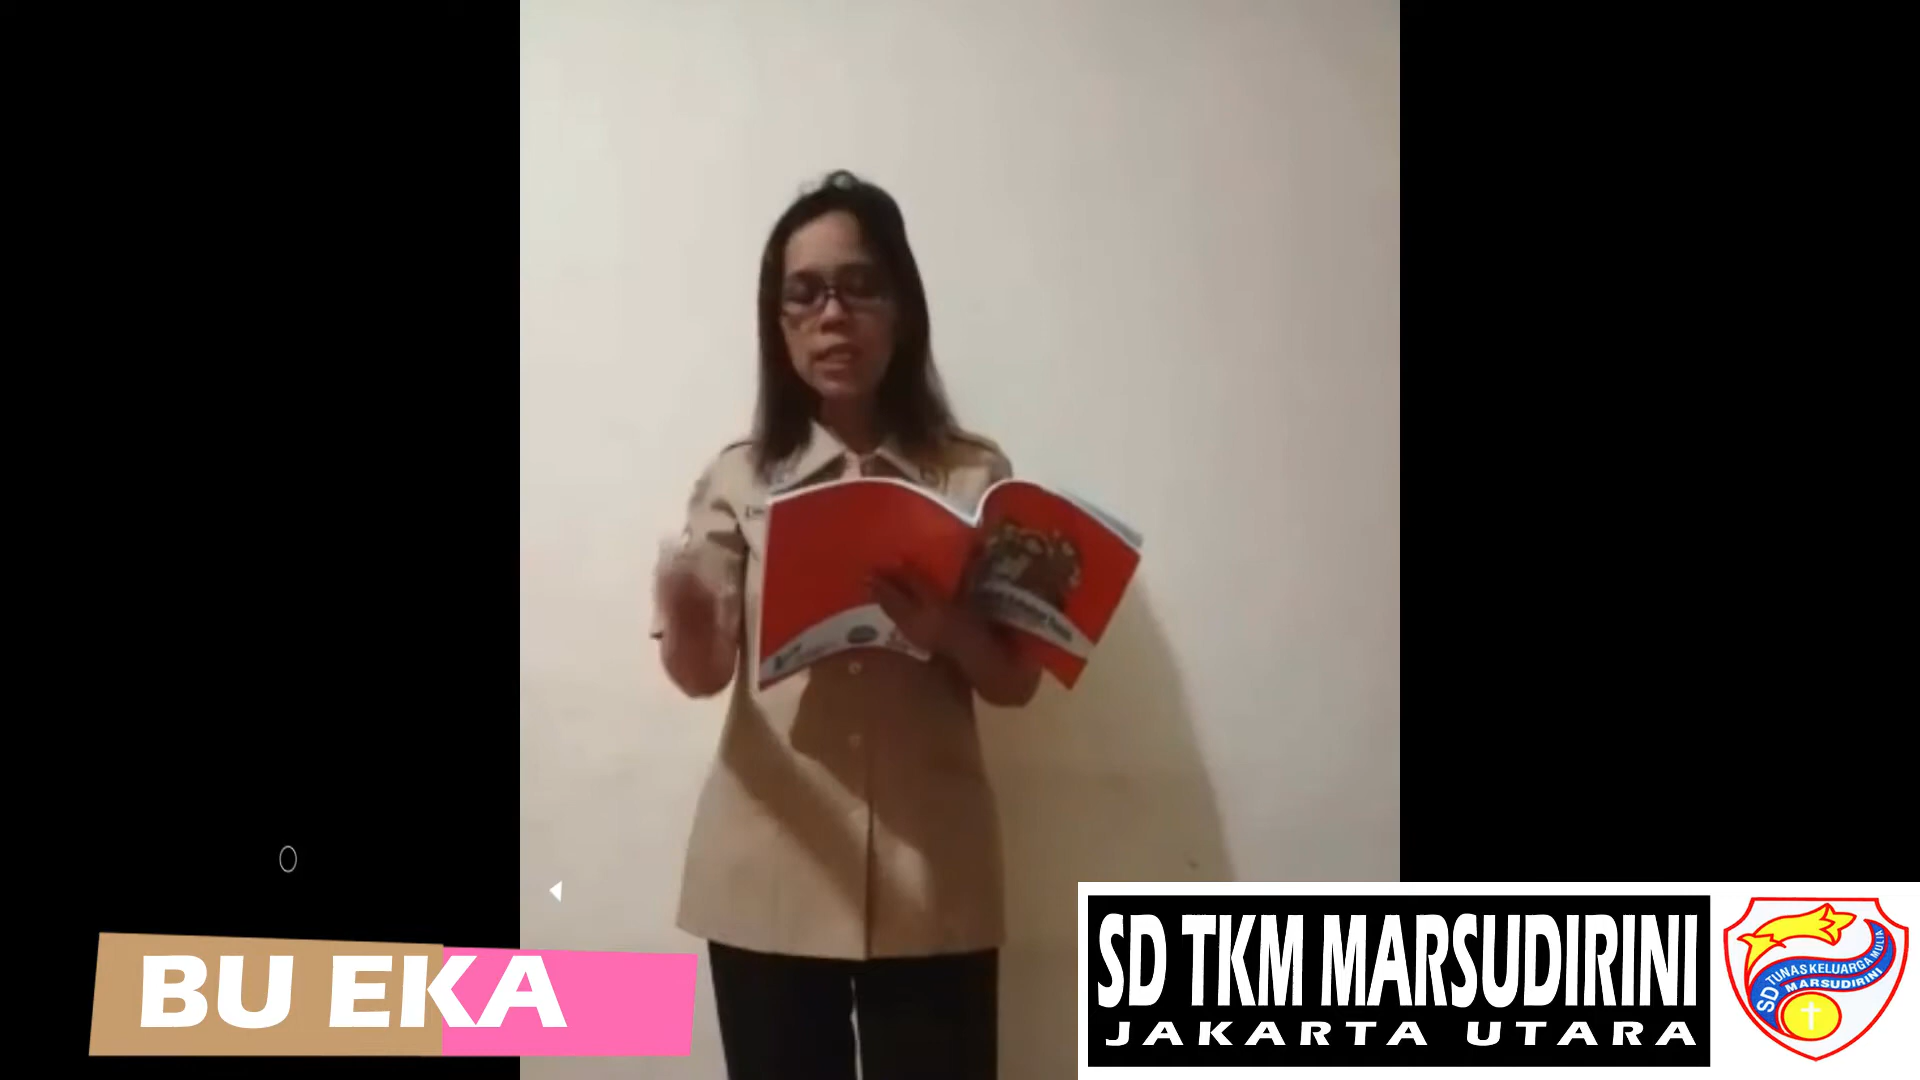 BU EKA
SD TKM MARSUDIRINI
JAKARTA UTARA
SD TUNAS KELUARGA MULIA
MARSUDIRINI